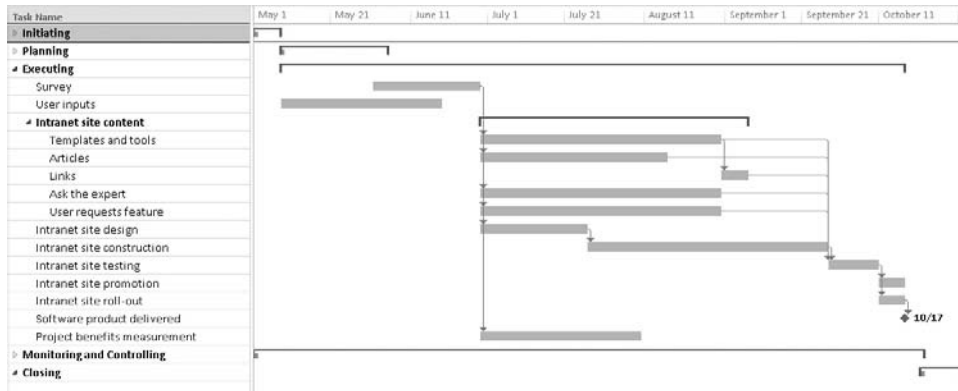 Task Name
May 1 May 21 June 11 July 1 July 21 August 11 September 1 September 21 October 11
Initiating
Planning
Executing
Survey
User inputs
Intranet site content
Templates and tools
Articles
Links
Ask the expert
User requests feature
Intranet site design
Intranet site construction
Intranet site testing
Intranet site promotion
Intranet site roll-out
Software product delivered 10/17
Project benefits measurement
Monitoring and Controlling
Closing